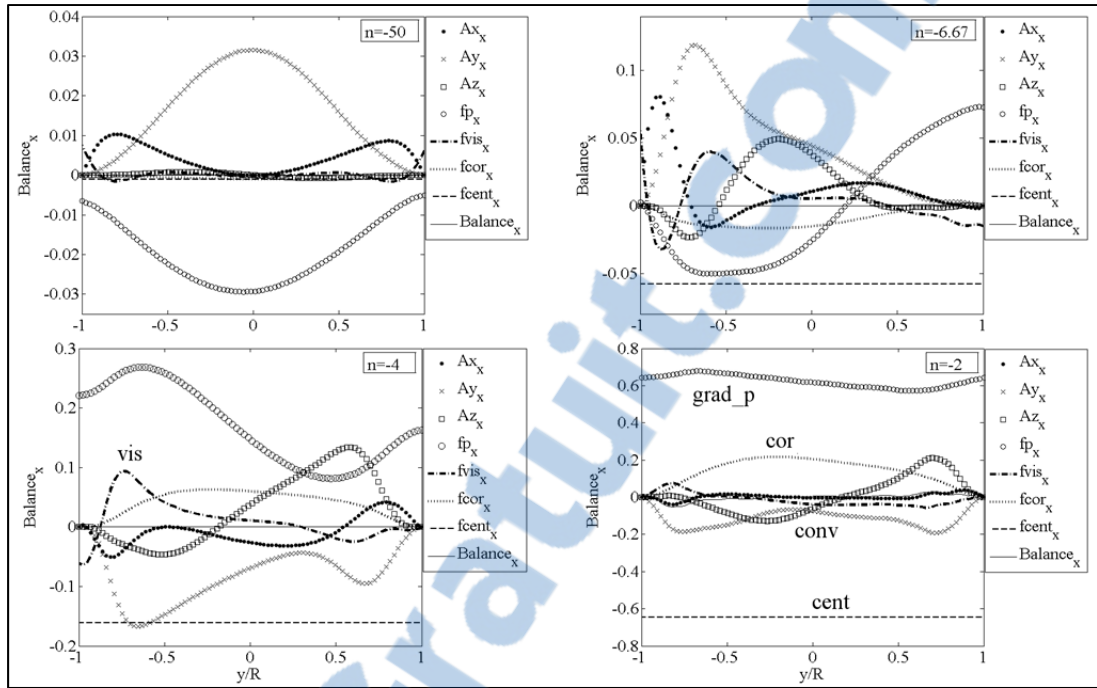 n=-50
0.04
0.03
0.02
0.01
0
-0.01
-0.02
-0.03
Balance_x
-1
-0.5
0
0.5
1
Ax_x
Ay_x
Az_x
fp_x
fvis_x
fcor_x
fcent_x
Balance_x
n=-6.67
0.1
0.05
0
-0.05
Balance_x
-1
-0.5
0
0.5
1
Ax_x
Ay_x
Az_x
fp_x
fvis_x
fcor_x
fcent_x
Balance_x
n=-4
0.3
0.2
0.1
0
-0.1
-0.2
Balance_x
vis
-1
-0.5
0
0.5
1
y/R
Ax_x
Ay_x
Az_x
fp_x
fvis_x
fcor_x
fcent_x
Balance_x
n=-2
0.8
0.6
0.4
0.2
0
-0.2
-0.4
-0.6
-0.8
Balance_x
grad_p
cor
conv
cent
-1
-0.5
0
0.5
1
y/R
Ax_x
Ay_x
Az_x
fp_x
fvis_x
fcor_x
fcent_x
Balance_x
ratuit.com